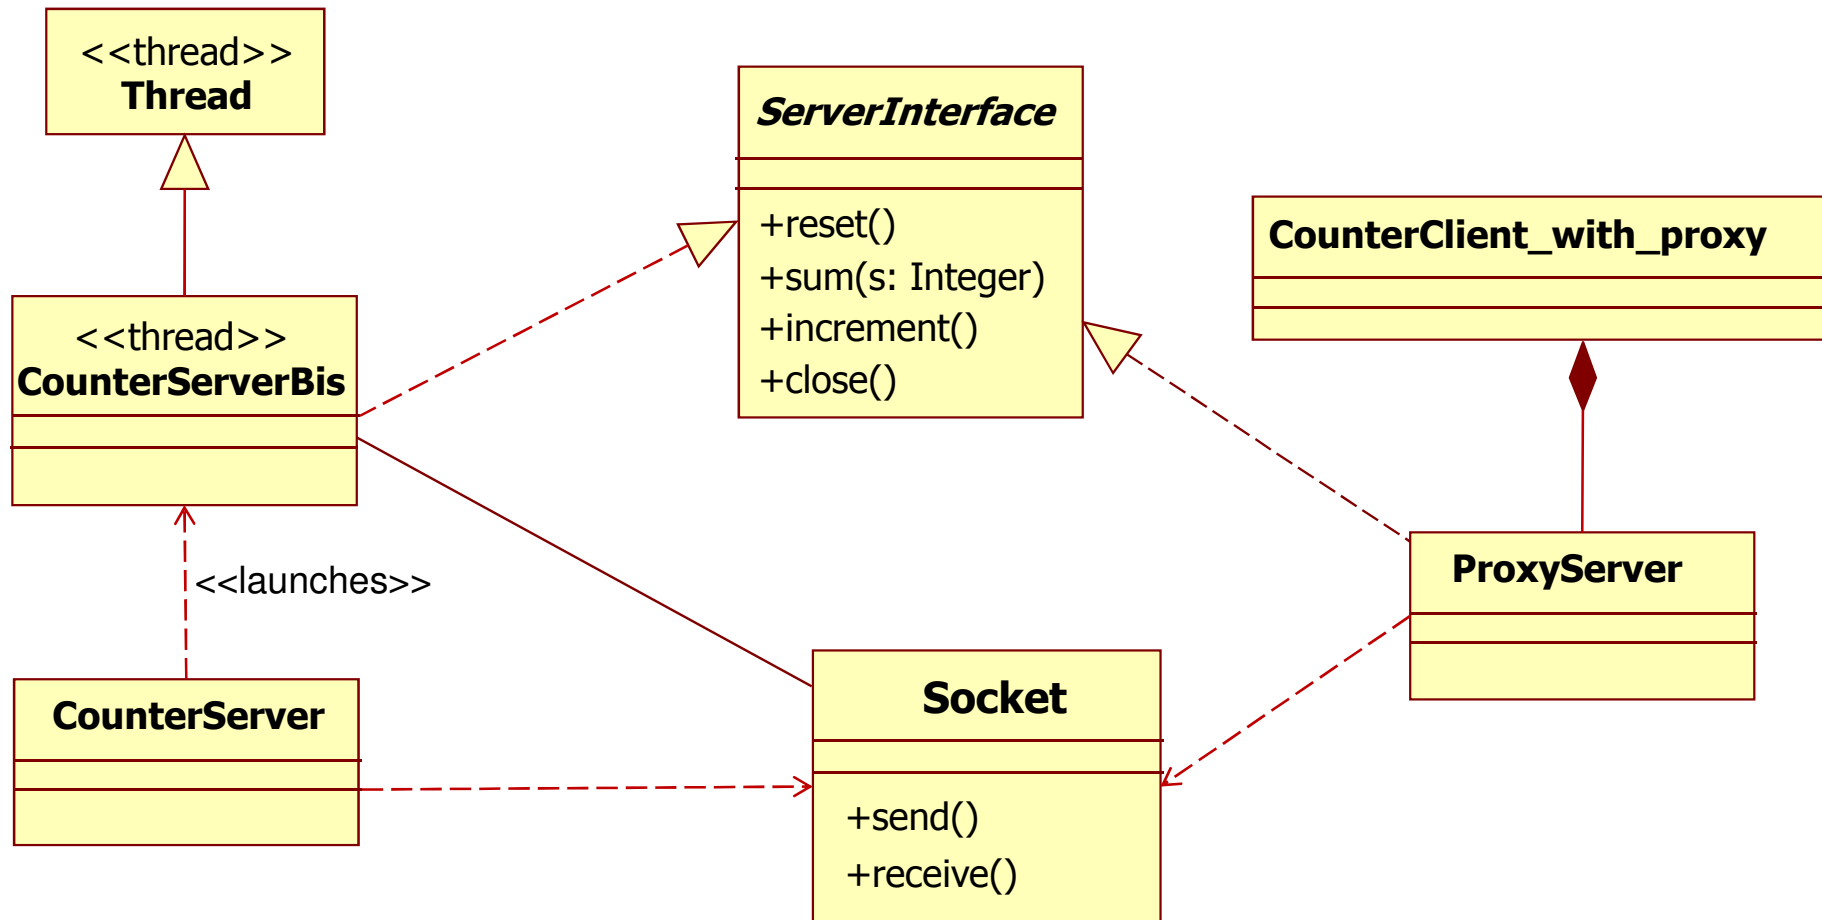 <<thread>>
Thread
ServerInterface
+reset()
+sum(s: Integer)
+increment()
+close()
CounterClient_with_proxy
<<thread>>
CounterServerBis
<<launches>>
ProxyServer
CounterServer
Socket
+send()
+receive()